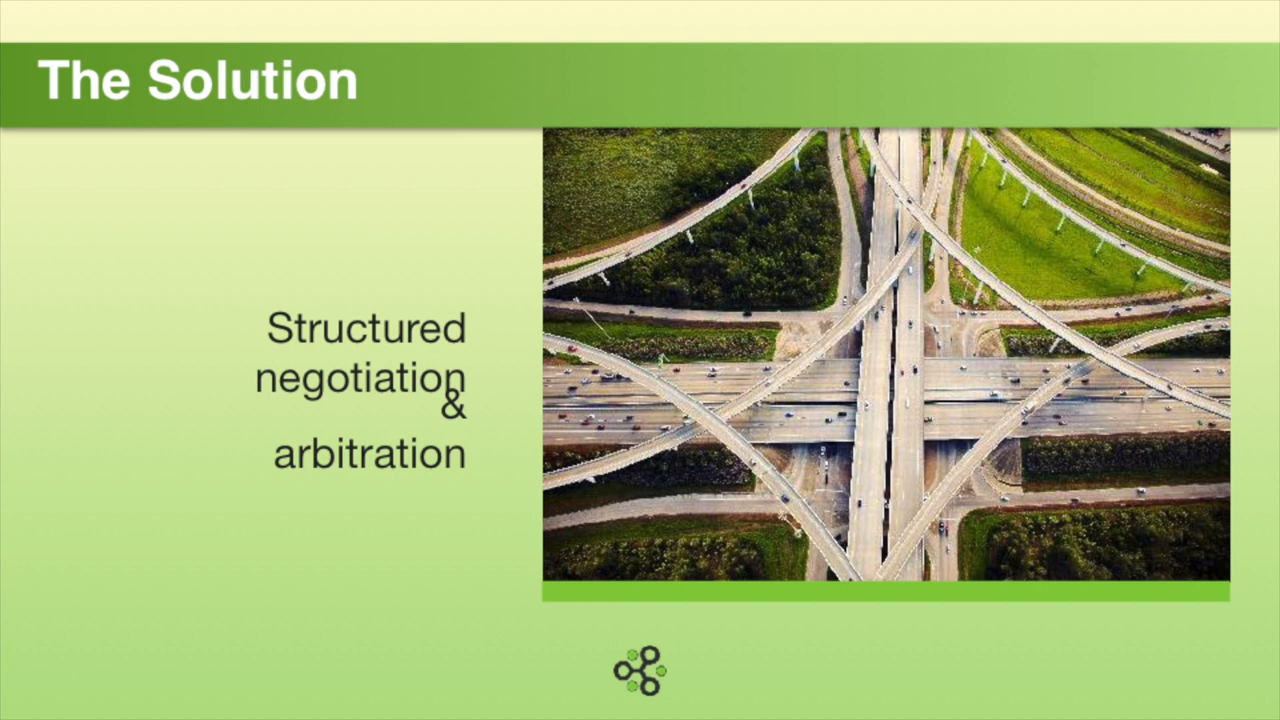 The Solution
Structured
negotiation
&
arbitration